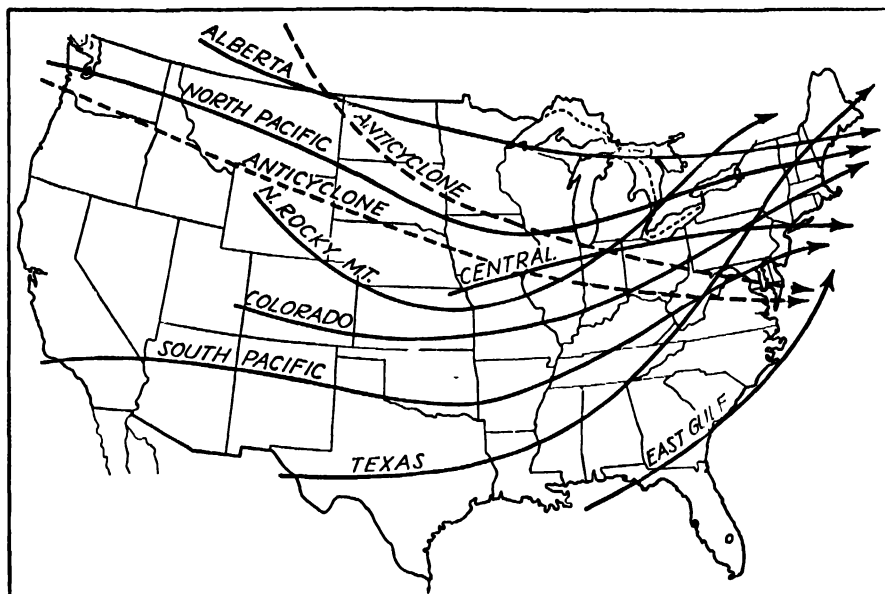 ALBERTA
NORTH PACIFIC
ANTICYCLONE
ANTICYCLONE
N. ROCKY MT.
CENTRAL.
COLORADO
SOUTH PACIFIC
TEXAS
EAST GULF